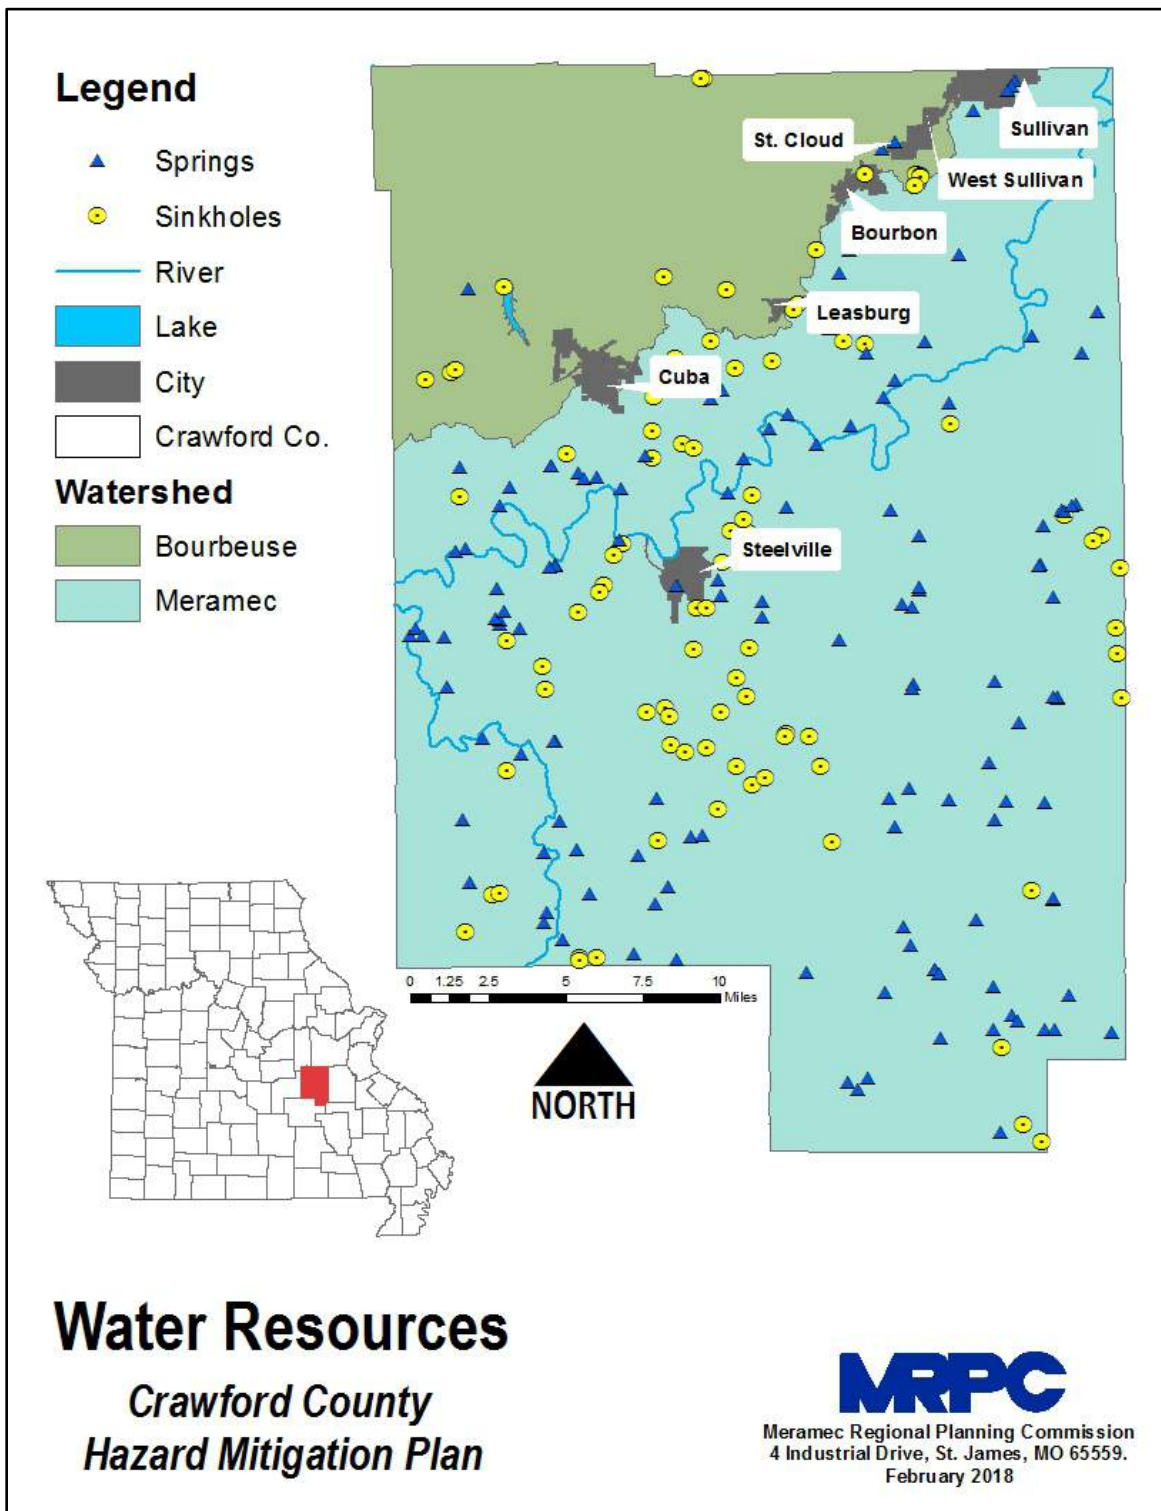 Legend
Springs
Sinkholes
River
Lake
City
Crawford Co.
Watershed
Bourbeuse
Meramec
Sullivan
St. Cloud
West Sullivan
Bourbon
Leasburg
Cuba
Steelville
0 1.25 2.5 5 7.5 10
Miles
NORTH
Water Resources
Crawford County
Hazard Mitigation Plan
MRPC
Meramec Regional Planning Commission
4 Industrial Drive, St. James, MO 65559.
February 2018